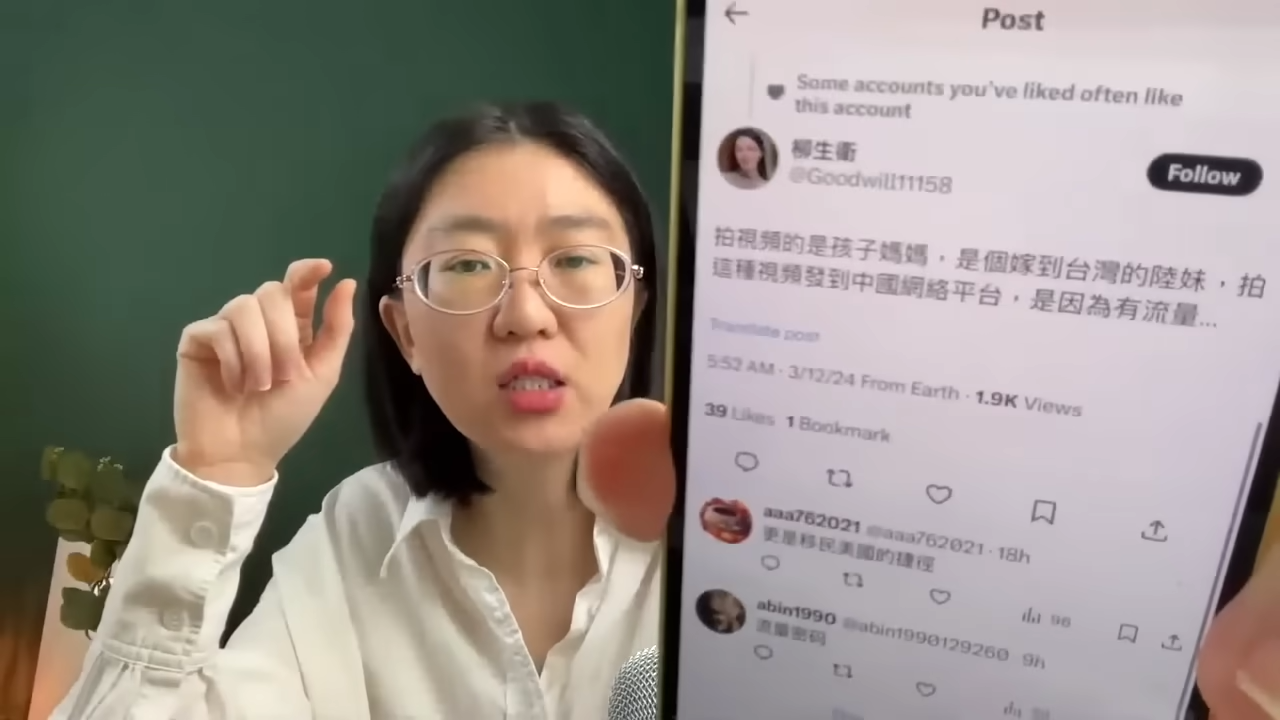 Post
Some accounts you've liked often like
this account
柳生衛
@Goodwill11158
Follow
拍視頻的是孩子媽媽，是個嫁到台灣的陸妹，拍
這種視頻發到中國網絡平台，是因為有流量...
Translate post
5:52 AM · 3/12/24 From Earth · 1.9K Views
39 Likes 1 Bookmark
aaa762021 @aaa762021 · 18h
更是移民美國的捷徑
98
abin1990 @abin1990129260 9h
流量密码